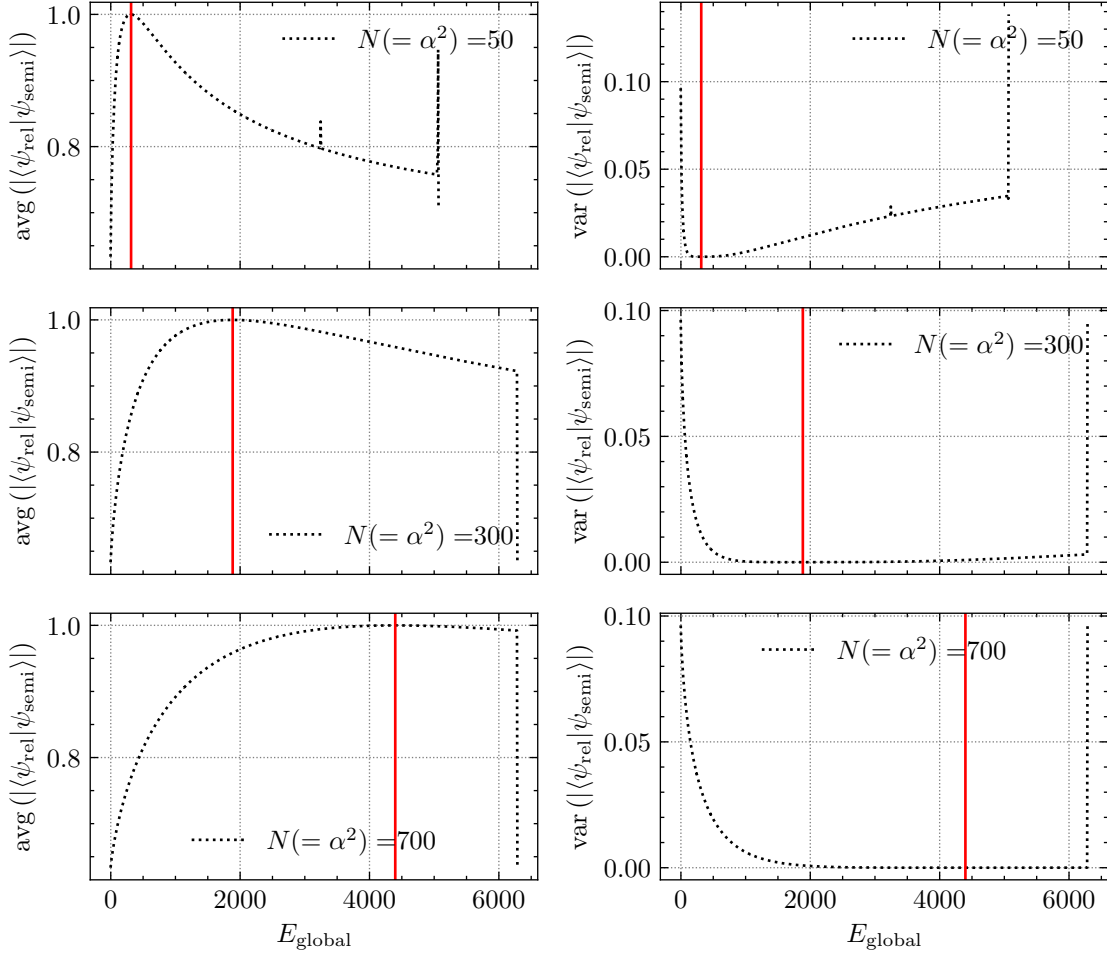 avg (|⟨ψ_rel|ψ_semi⟩|)
1.0
0.8
N(= α²) =50
var (|⟨ψ_rel|ψ_semi⟩|)
0.10
0.05
0.00
N(= α²) =50
avg (|⟨ψ_rel|ψ_semi⟩|)
1.0
0.8
N(= α²) =300
var (|⟨ψ_rel|ψ_semi⟩|)
0.10
0.05
0.00
N(= α²) =300
avg (|⟨ψ_rel|ψ_semi⟩|)
1.0
0.8
N(= α²) =700
0 2000 4000 6000
E_global
var (|⟨ψ_rel|ψ_semi⟩|)
0.10
0.05
0.00
N(= α²) =700
0 2000 4000 6000
E_global